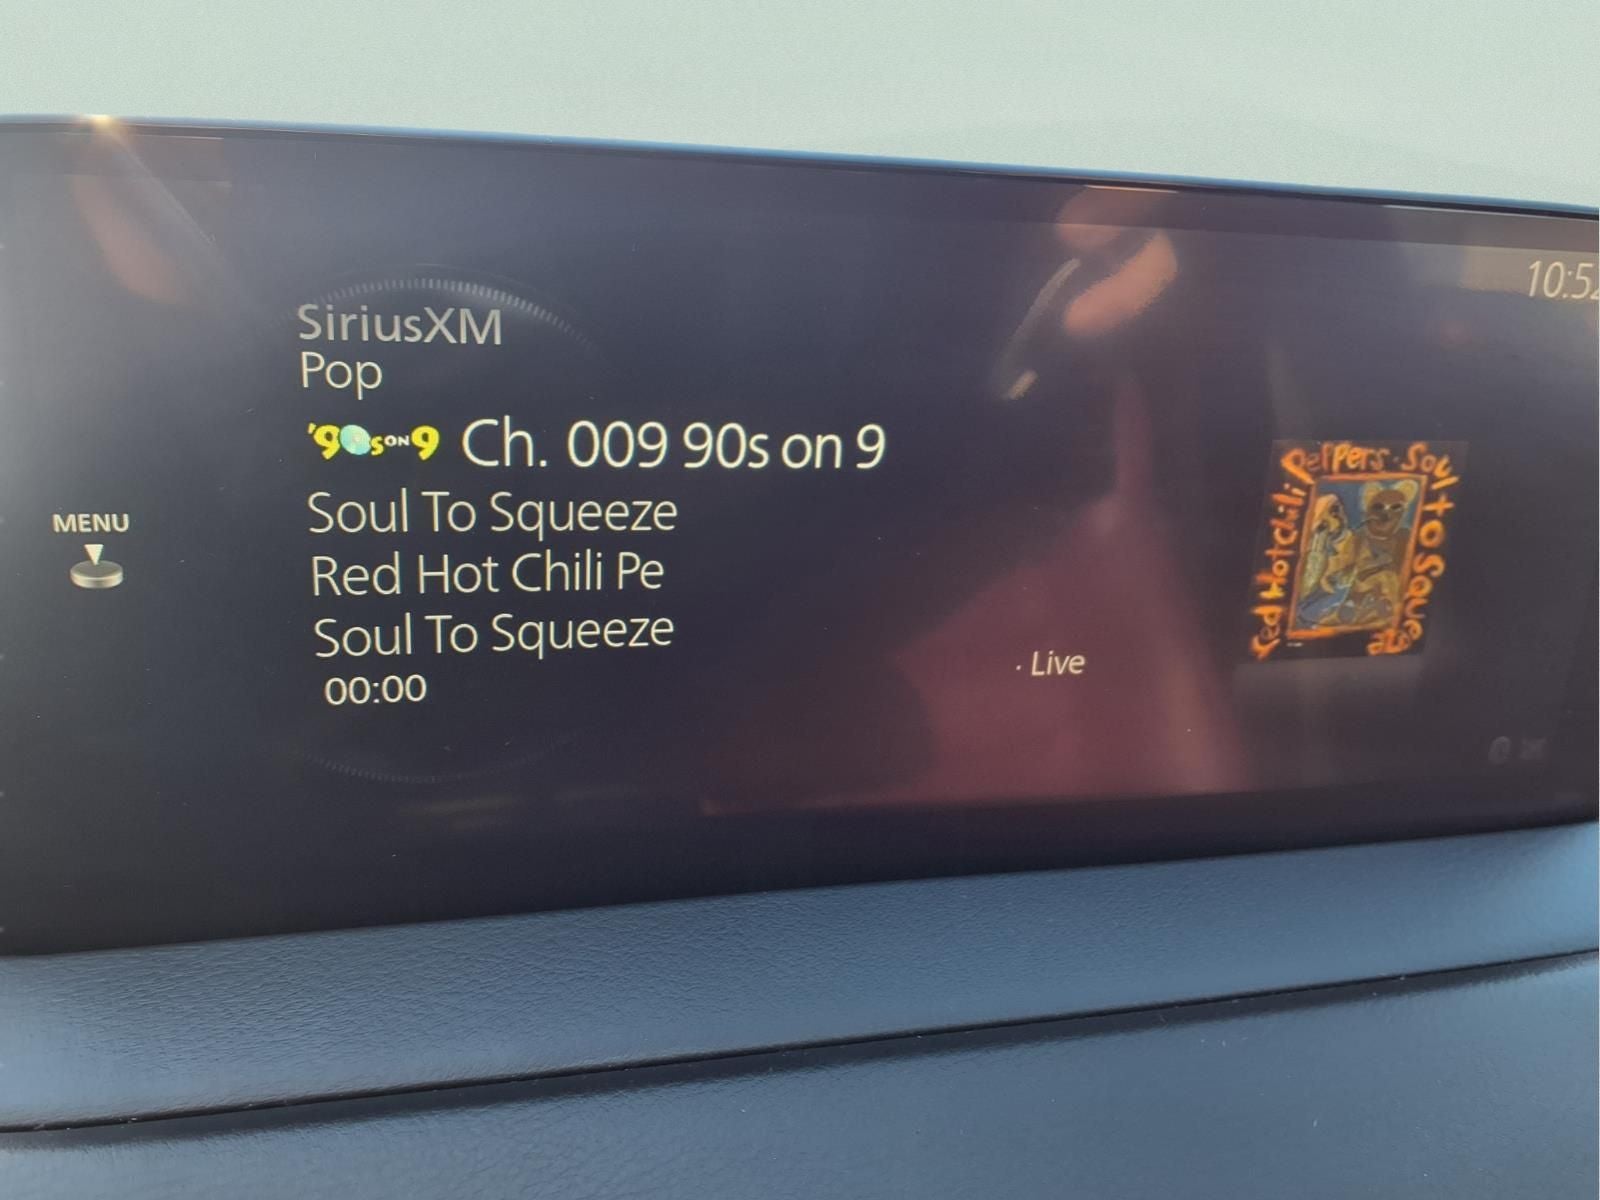 10:52
SiriusXM
Pop
'90s ON 9 Ch. 009 90s on 9
Soul To Squeeze
Red Hot Chili Pe
Soul To Squeeze
00:00
· Live
MENU
Red Hot Chili Peppers · Soul to Squeeze